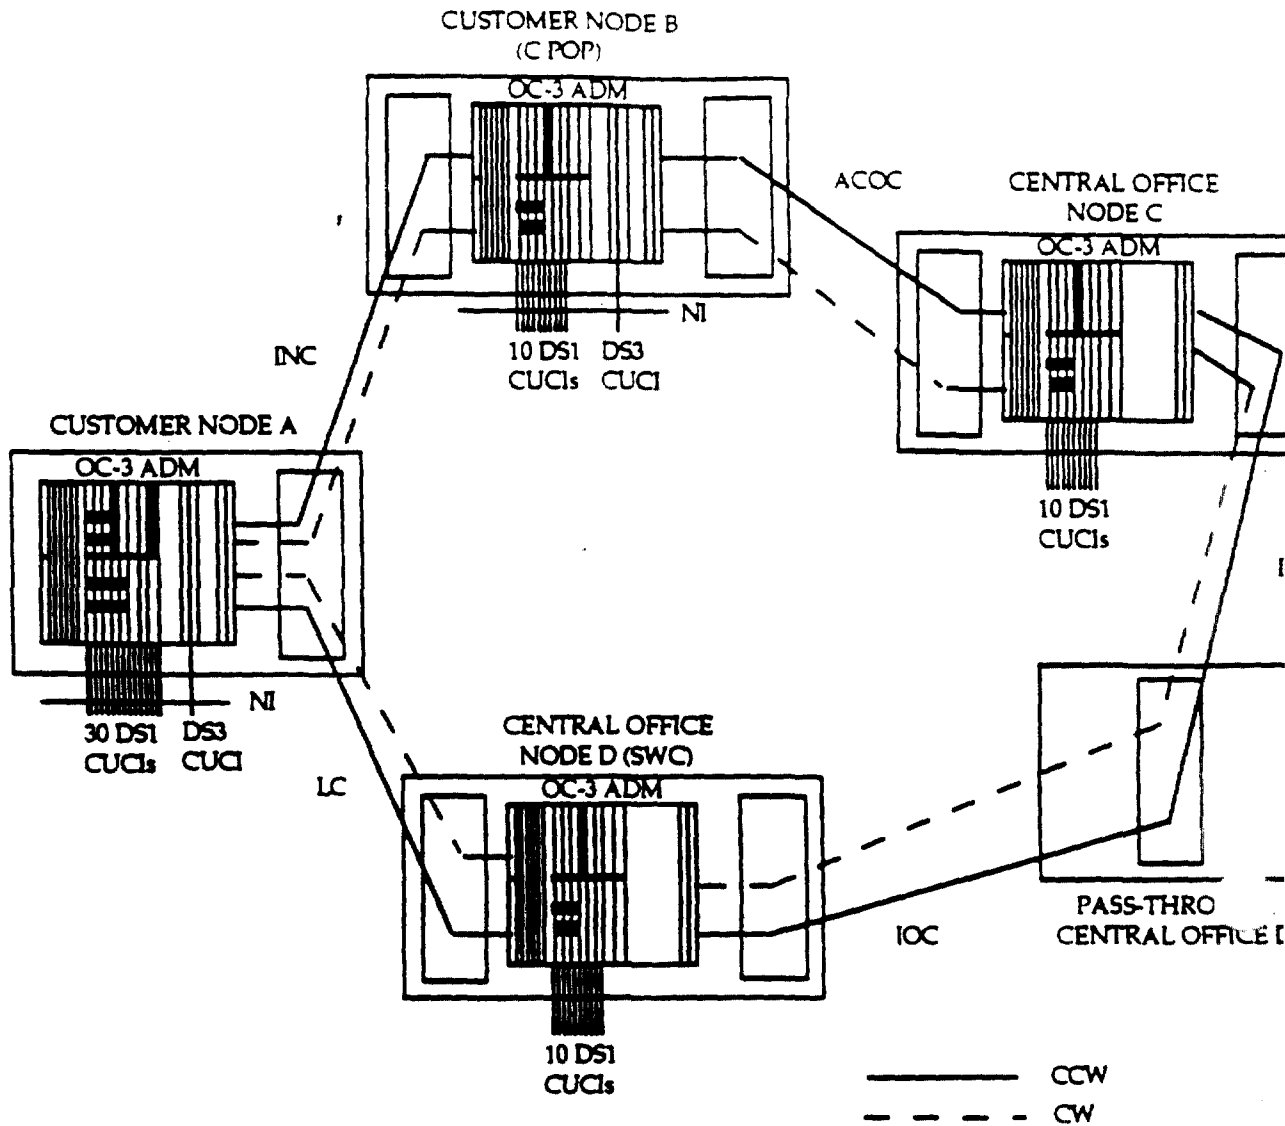 CUSTOMER NODE B
(C POP)
OC-3 ADM
NI
10 DS1
CUCIs
DS3
CUCI
ACOC
CENTRAL OFFICE
NODE C
OC-3 ADM
10 DS1
CUCIs
INC
CUSTOMER NODE A
OC-3 ADM
NI
30 DS1
CUCIs
DS3
CUCI
LC
CENTRAL OFFICE
NODE D (SWC)
OC-3 ADM
10 DS1
CUCIs
IOC
PASS-THRO
CENTRAL OFFICE
CCW
CW